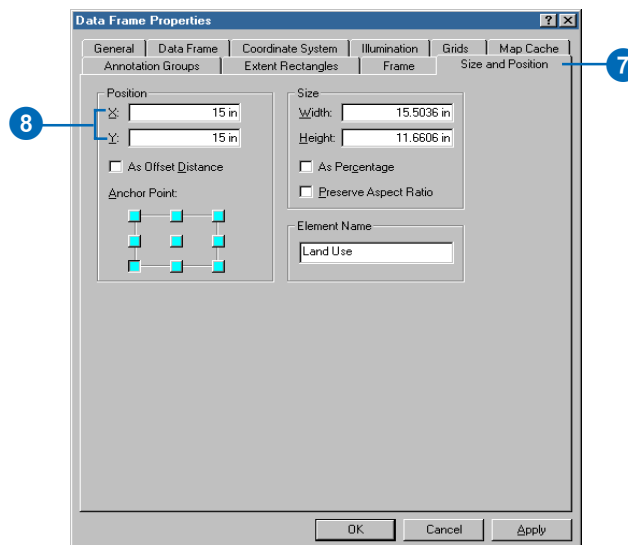 Data Frame Properties
General Data Frame Coordinate System Illumination Grids Map Cache
Annotation Groups Extent Rectangles Frame Size and Position
7
8
Position
X: 15 in
Y: 15 in
As Offset Distance
Anchor Point:
Size
Width: 15.5036 in
Height: 11.6606 in
As Percentage
Preserve Aspect Ratio
Element Name
Land Use
OK Cancel Apply